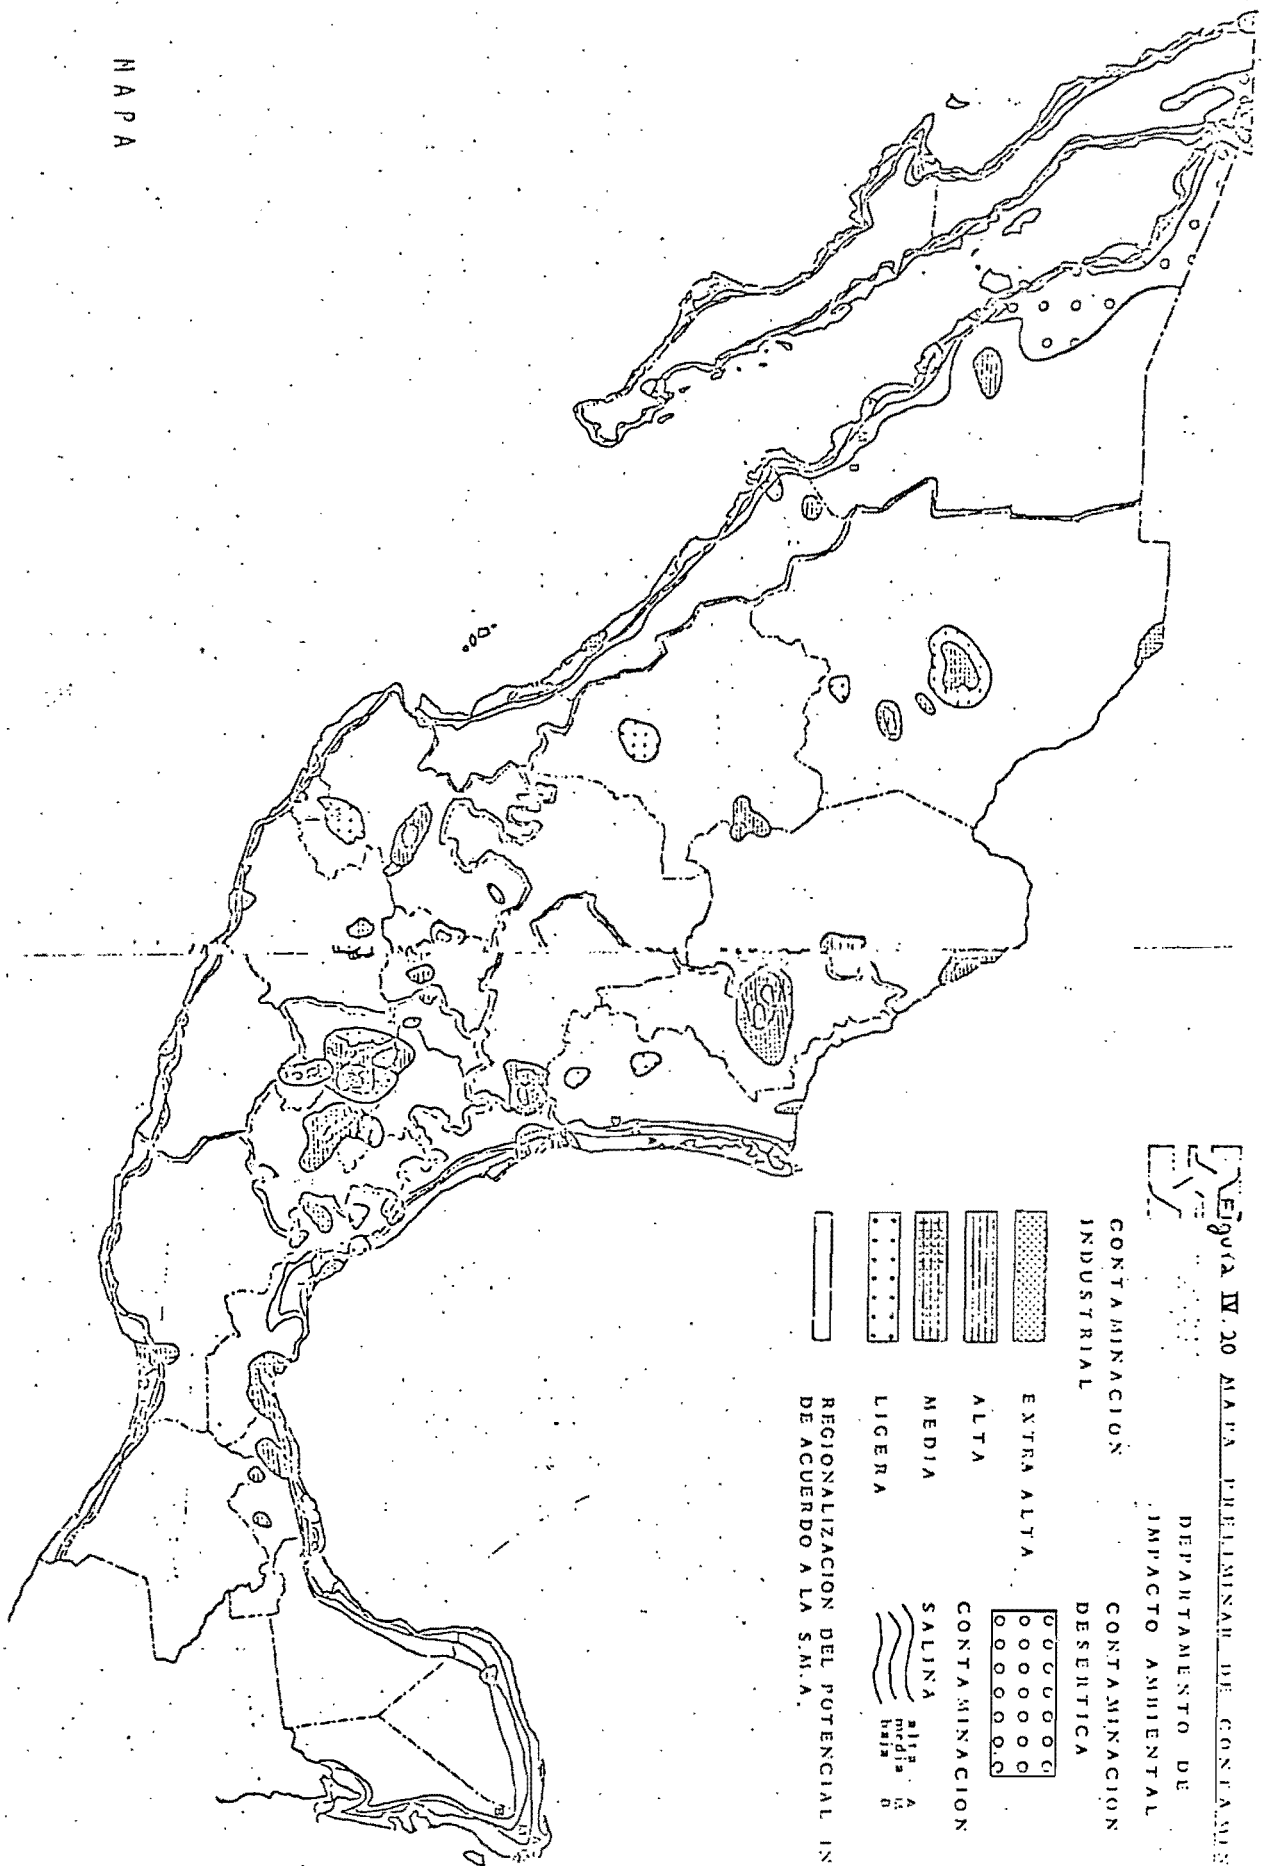 Figura IV.20 MAPA PRELIMINAR DE
DEPARTAMENTO DE
IMPACTO AMBIENTAL
CONTAMINACION
INDUSTRIAL
EXTRA ALTA
ALTA
MEDIA
LIGERA
REGIONALIZACION DEL POTENCIAL IN
DE ACUERDO A LA S.M.A.
CONTAMINACION
DESERTICA
CONTAMINACION
SALINA
alta A
media
baja B
MAPA